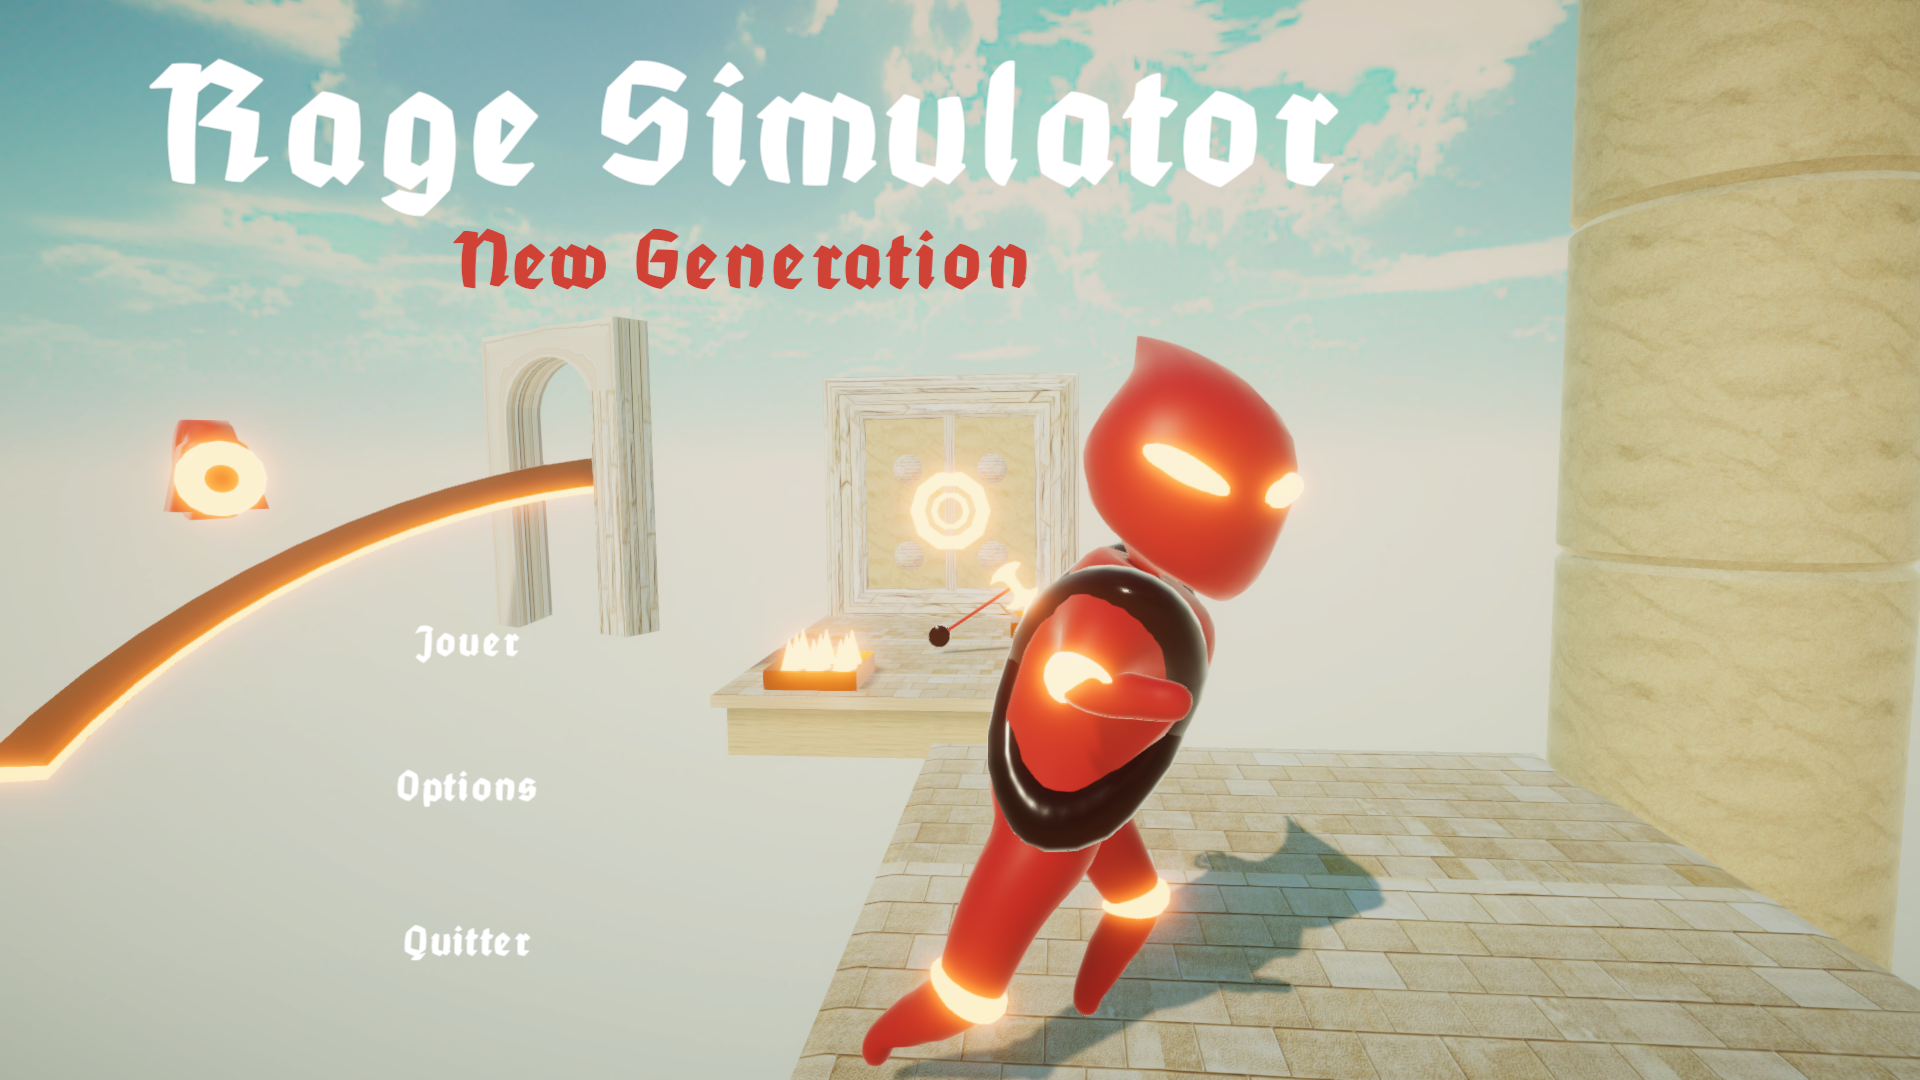 Rage Simulator
New Generation
Jouer
Options
Quitter